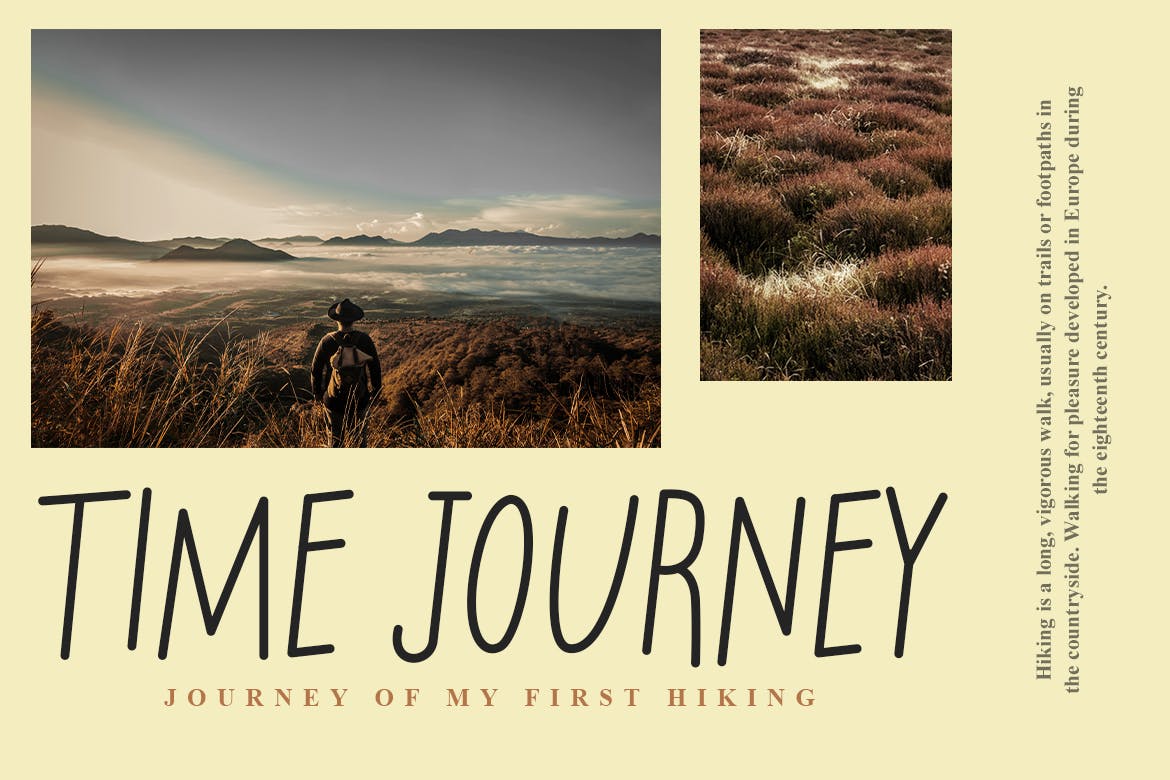 TIME JOURNEY
JOURNEY OF MY FIRST HIKING
Hiking is a long, vigorous walk, usually on trails or footpaths in
the countryside. Walking for pleasure developed in Europe during
the eighteenth century.